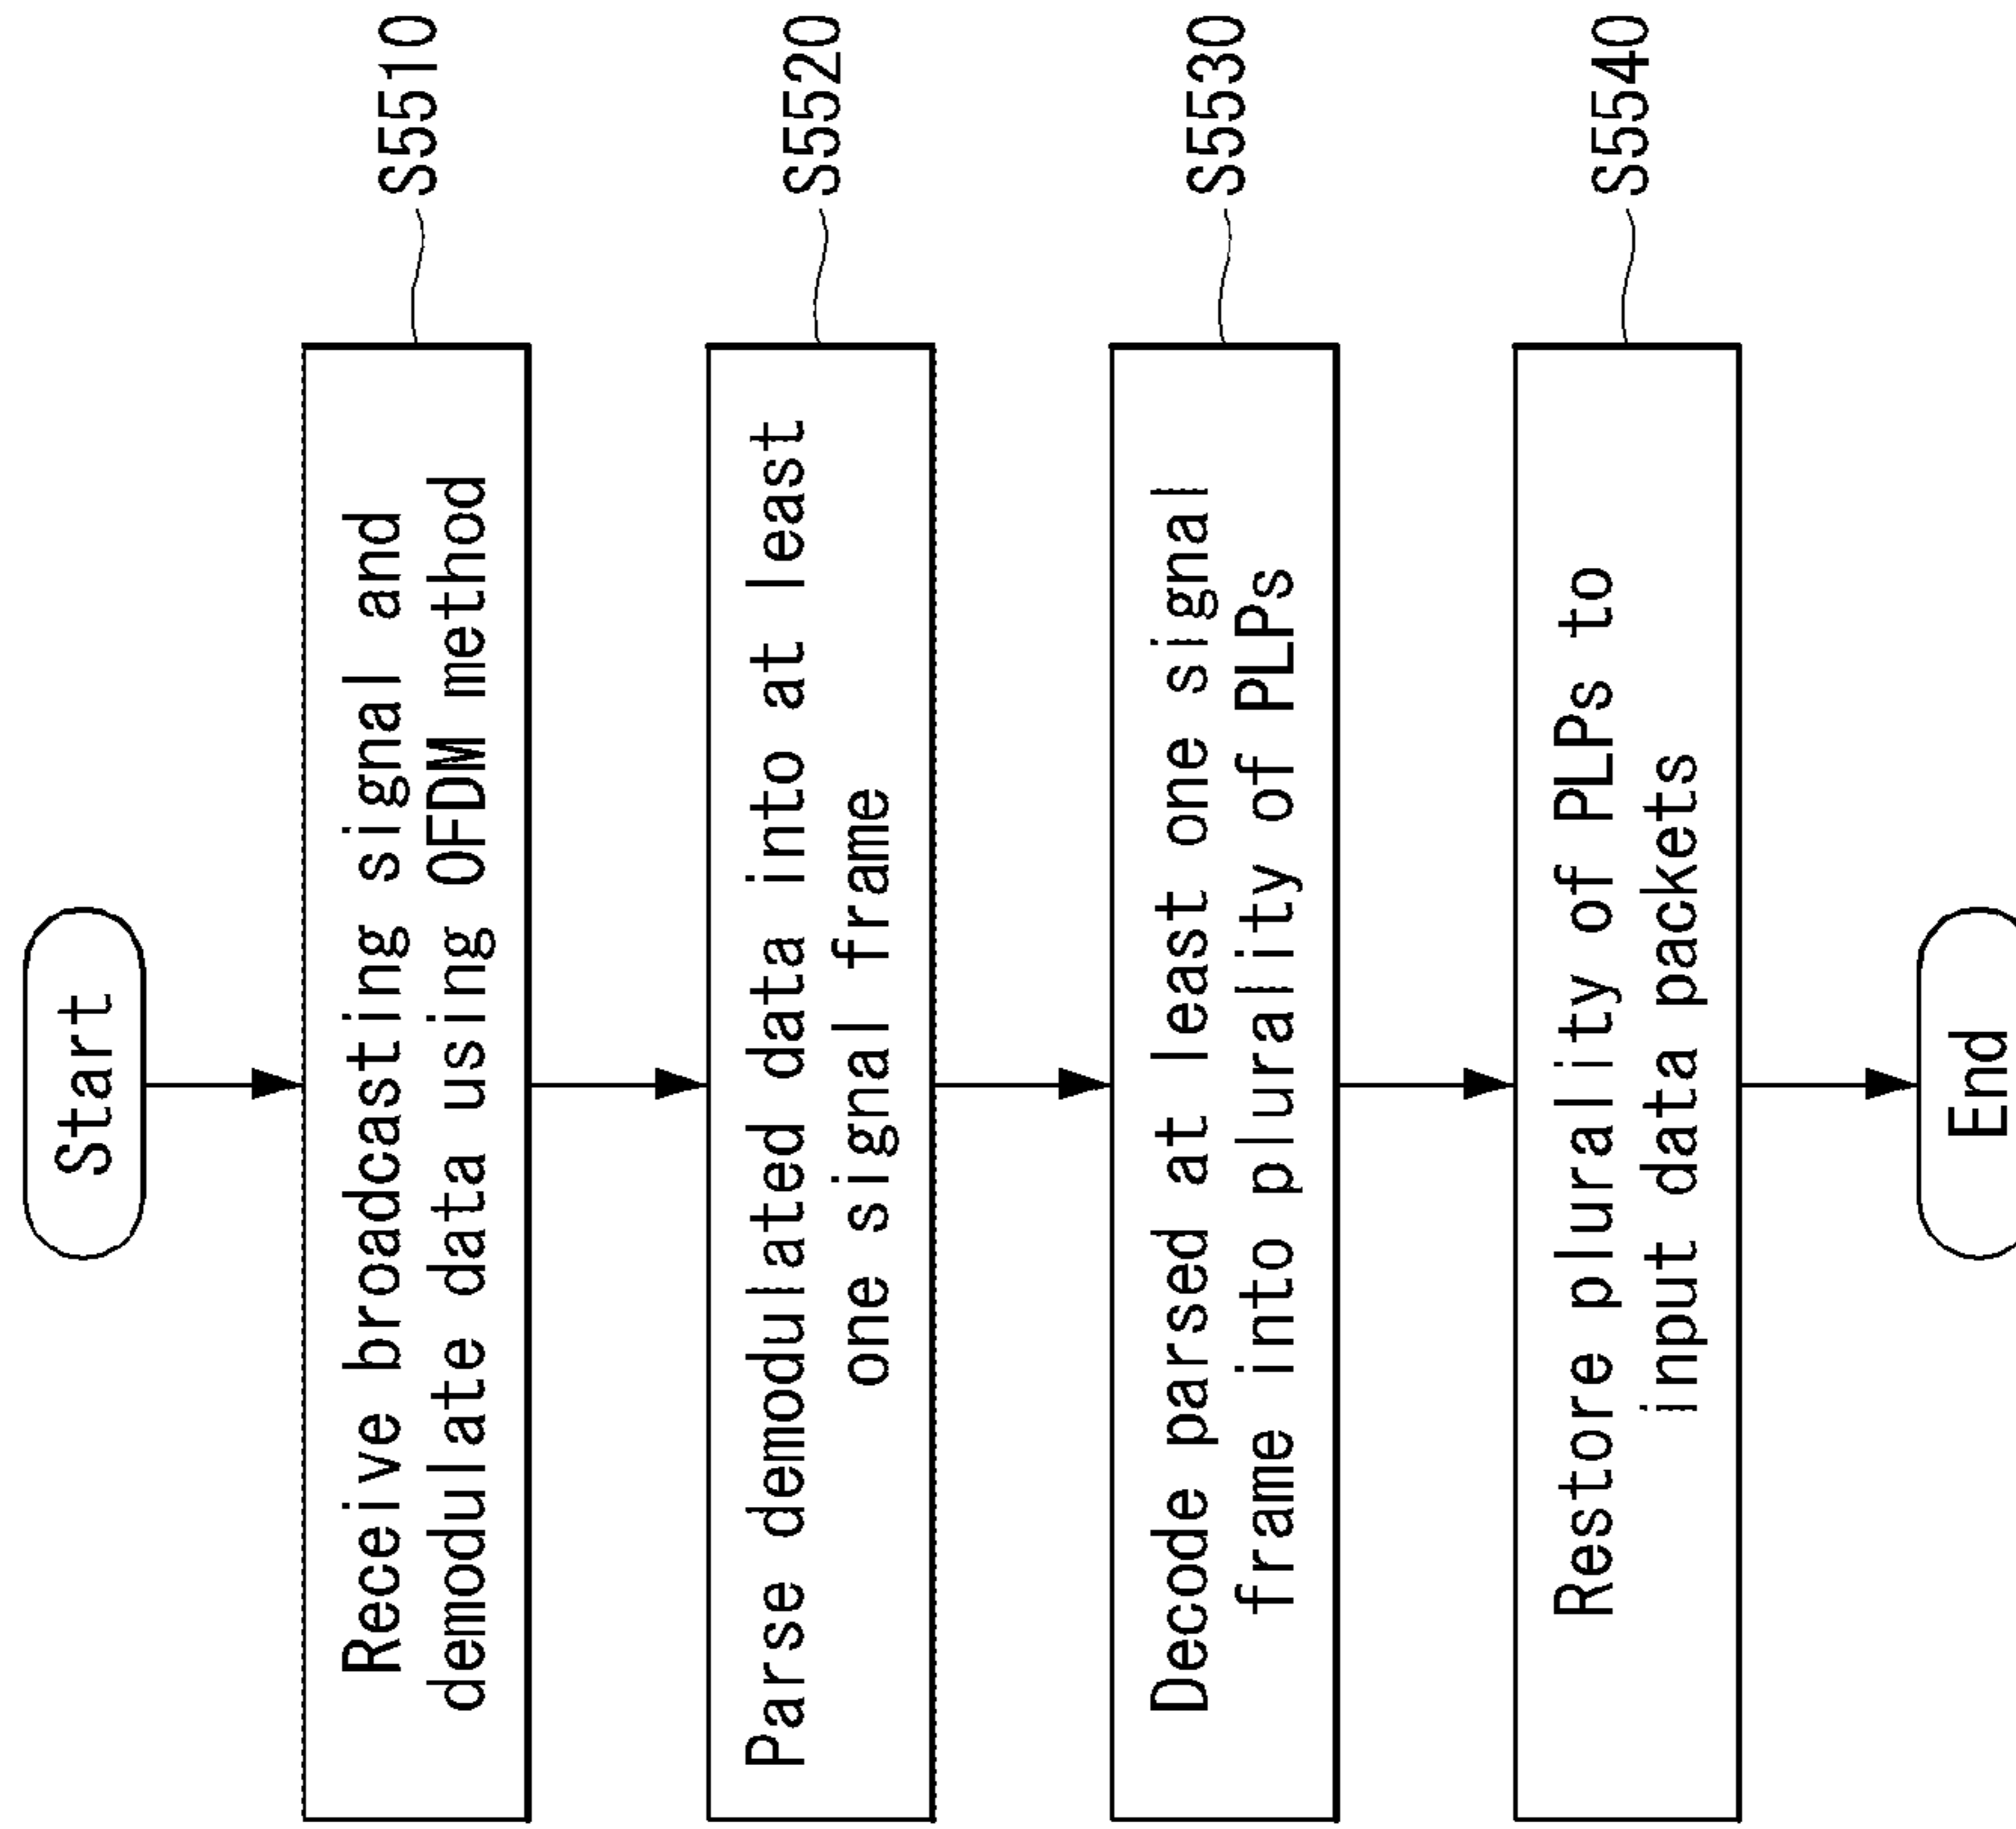 Start
Receive broadcasting signal and
demodulate data using OFDM method
S5510
Parse demodulated data into at least
one signal frame
S5520
Decode parsed at least one signal
frame into plurality of PLPs
S5530
Restore plurality of PLPs to
input data packets
S5540
End